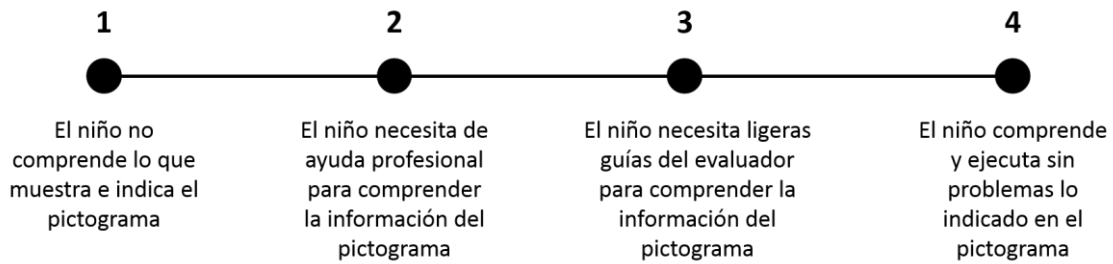 1
El niño no
comprende lo que
muestra e indica el
pictograma
2
El niño necesita de
ayuda profesional
para comprender
la información del
pictograma
3
El niño necesita ligeras
guías del evaluador
para comprender la
información del
pictograma
4
El niño comprende
y ejecuta sin
problemas lo
indicado en el
pictograma